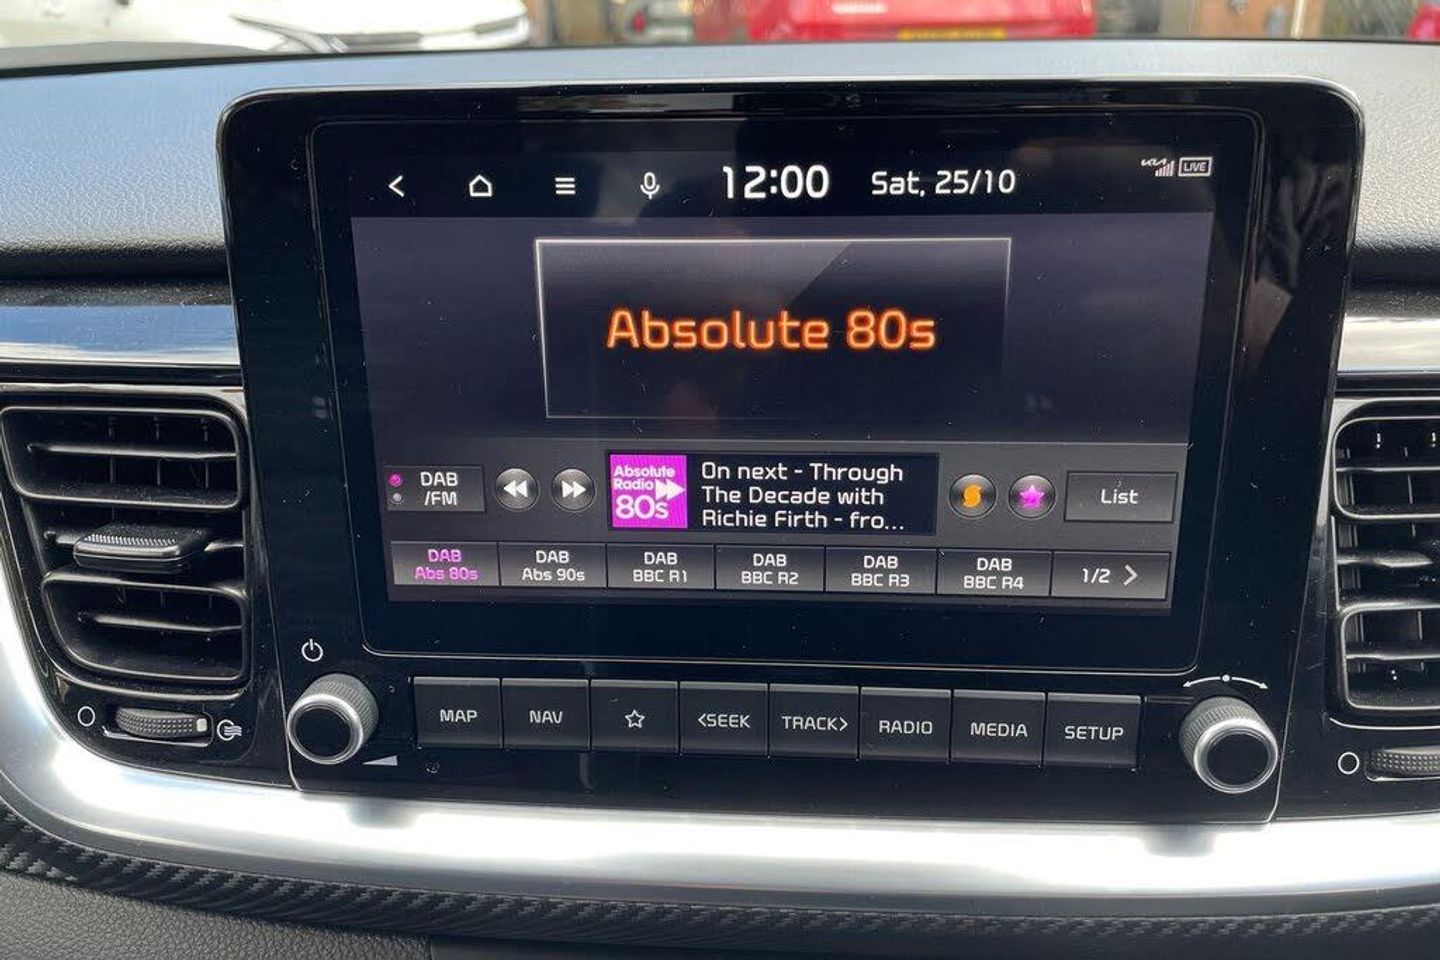 12:00 Sat, 25/10 KIA LIVE
Absolute 80s
DAB
/FM
Absolute
Radio
80s
On next - Through
The Decade with
Richie Firth - fro...
List
DAB
Abs 80s
DAB
Abs 90s
DAB
BBC R1
DAB
BBC R2
DAB
BBC R3
DAB
BBC R4
1/2 >
MAP NAV <SEEK TRACK> RADIO MEDIA SETUP